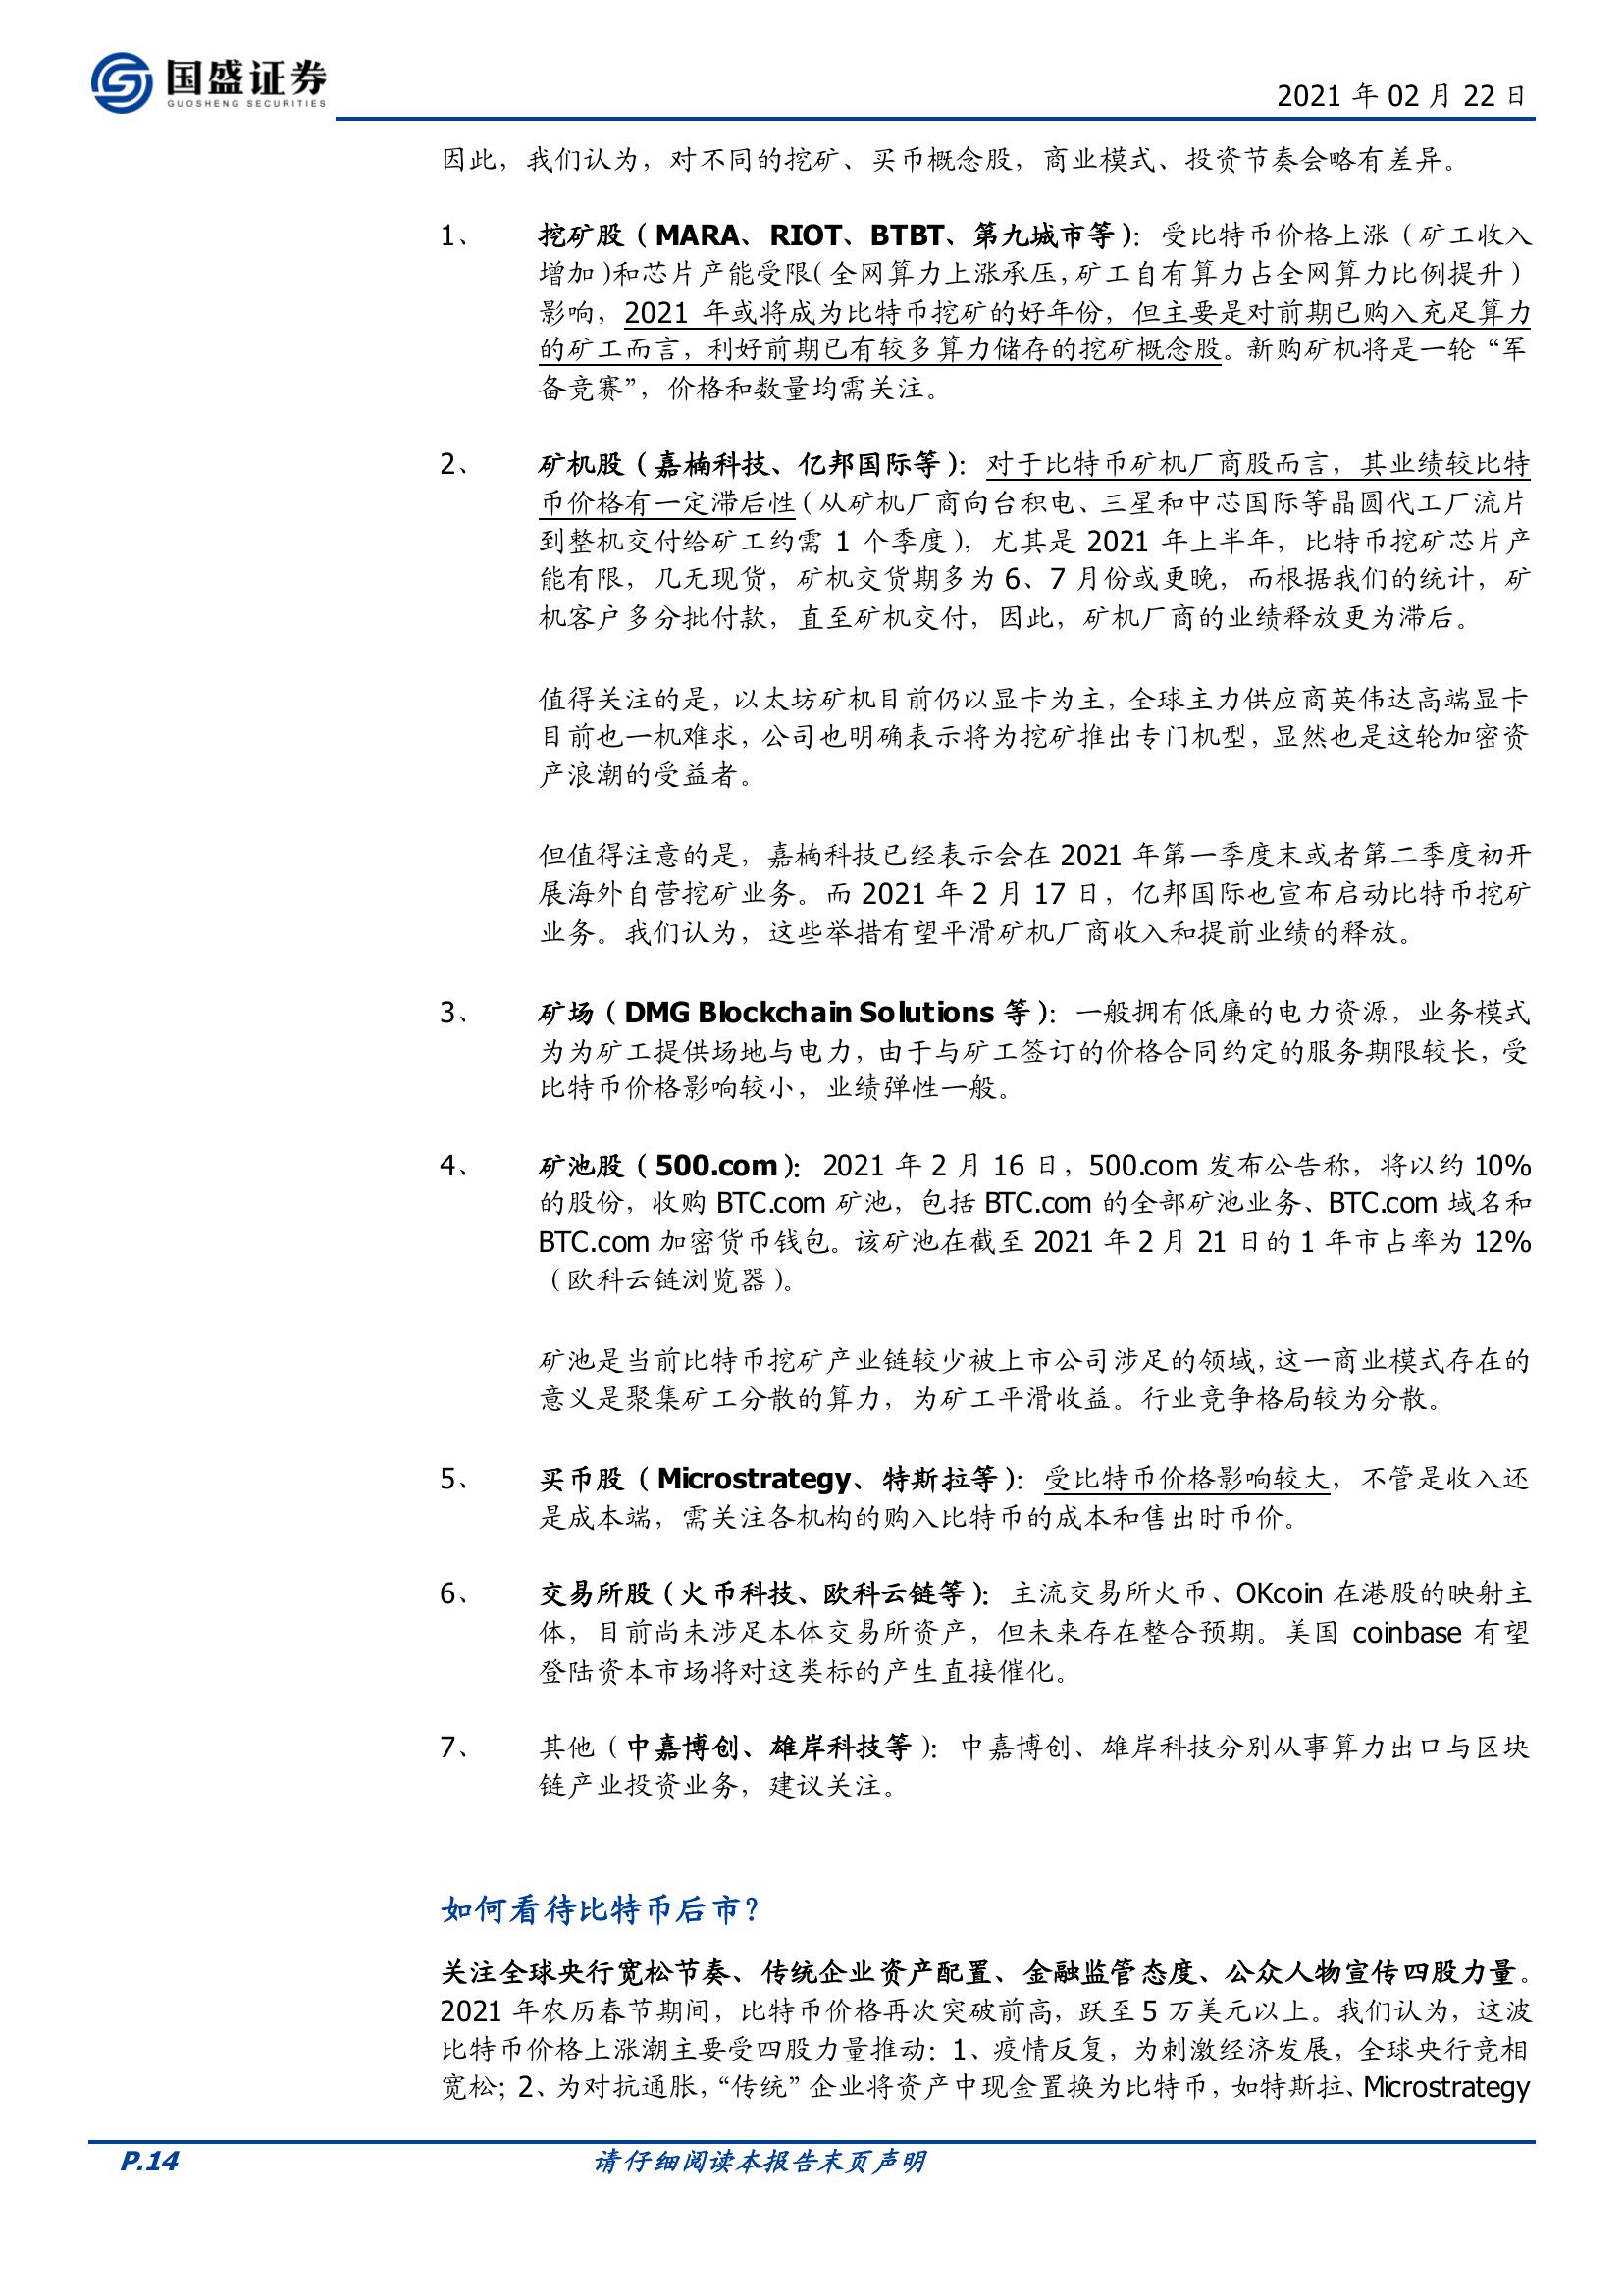 国盛证券
GUOSHENG SECURITIES
2021 年 02 月 22 日
因此，我们认为，对不同的挖矿、买币概念股，商业模式、投资节奏会略有差异。
1、 挖矿股（MARA、RIOT、BTBT、第九城市等）：受比特币价格上涨（矿工收入
增加）和芯片产能受限（全网算力上涨承压，矿工自有算力占全网算力比例提升）
影响，2021 年或将成为比特币挖矿的好年份，但主要是对前期已购入充足算力
的矿工而言，利好前期已有较多算力储存的挖矿概念股。新购矿机将是一轮“军
备竞赛”，价格和数量均需关注。
2、 矿机股（嘉楠科技、亿邦国际等）：对于比特币矿机厂商股而言，其业绩较比特
币价格有一定滞后性（从矿机厂商向台积电、三星和中芯国际等晶圆代工厂流片
到整机交付给矿工约需 1 个季度），尤其是 2021 年上半年，比特币挖矿芯片产
能有限，几无现货，矿机交货期多为 6、7 月份或更晚，而根据我们的统计，矿
机客户多分批付款，直至矿机交付，因此，矿机厂商的业绩释放更为滞后。
值得关注的是，以太坊矿机目前仍以显卡为主，全球主力供应商英伟达高端显卡
目前也一机难求，公司也明确表示将为挖矿推出专门机型，显然也是这轮加密资
产浪潮的受益者。
但值得注意的是，嘉楠科技已经表示会在 2021 年第一季度末或者第二季度初开
展海外自营挖矿业务。而 2021 年 2 月 17 日，亿邦国际也宣布启动比特币挖矿
业务。我们认为，这些举措有望平滑矿机厂商收入和提前业绩的释放。
3、 矿场（DMG Blockchain Solutions 等）：一般拥有低廉的电力资源，业务模式
为为矿工提供场地与电力，由于与矿工签订的价格合同约定的服务期限较长，受
比特币价格影响较小，业绩弹性一般。
4、 矿池股（500.com）：2021 年 2 月 16 日，500.com 发布公告称，将以约 10%
的股份，收购 BTC.com 矿池，包括 BTC.com 的全部矿池业务、BTC.com 域名和
BTC.com 加密货币钱包。该矿池在截至 2021 年 2 月 21 日的 1 年市占率为 12%
（欧科云链浏览器）。
矿池是当前比特币挖矿产业链较少被上市公司涉足的领域，这一商业模式存在的
意义是聚集矿工分散的算力，为矿工平滑收益。行业竞争格局较为分散。
5、 买币股（Microstrategy、特斯拉等）：受比特币价格影响较大，不管是收入还
是成本端，需关注各机构的购入比特币的成本和售出时币价。
6、 交易所股（火币科技、欧科云链等）：主流交易所火币、OKcoin 在港股的映射主
体，目前尚未涉足本体交易所资产，但未来存在整合预期。美国 coinbase 有望
登陆资本市场将对这类标的产生直接催化。
7、 其他（中嘉博创、雄岸科技等）：中嘉博创、雄岸科技分别从事算力出口与区块
链产业投资业务，建议关注。
如何看待比特币后市？
关注全球央行宽松节奏、传统企业资产配置、金融监管态度、公众人物宣传四股力量。
2021 年农历春节期间，比特币价格再次突破前高，跃至 5 万美元以上。我们认为，这波
比特币价格上涨潮主要受四股力量推动：1、疫情反复，为刺激经济发展，全球央行竞相
宽松；2、为对抗通胀，“传统”企业将资产中现金置换为比特币，如特斯拉、Microstrategy
P.14
请仔细阅读本报告末页声明